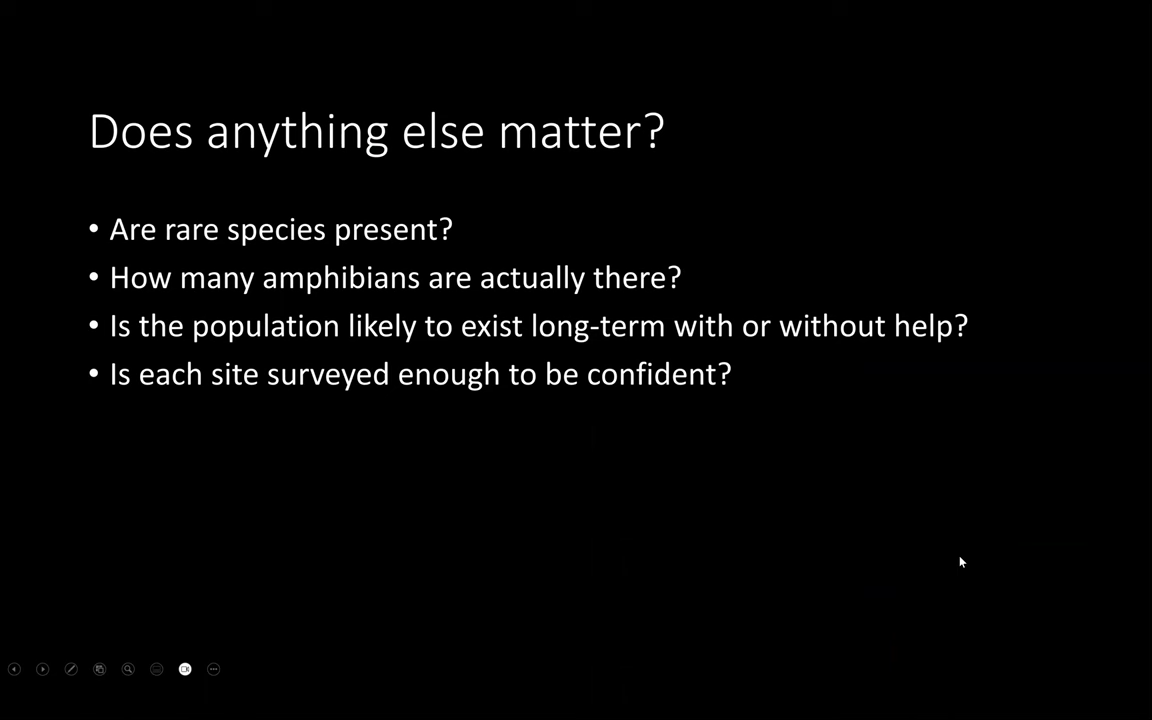 Does anything else matter?
• Are rare species present?
• How many amphibians are actually there?
• Is the population likely to exist long-term with or without help?
• Is each site surveyed enough to be confident?